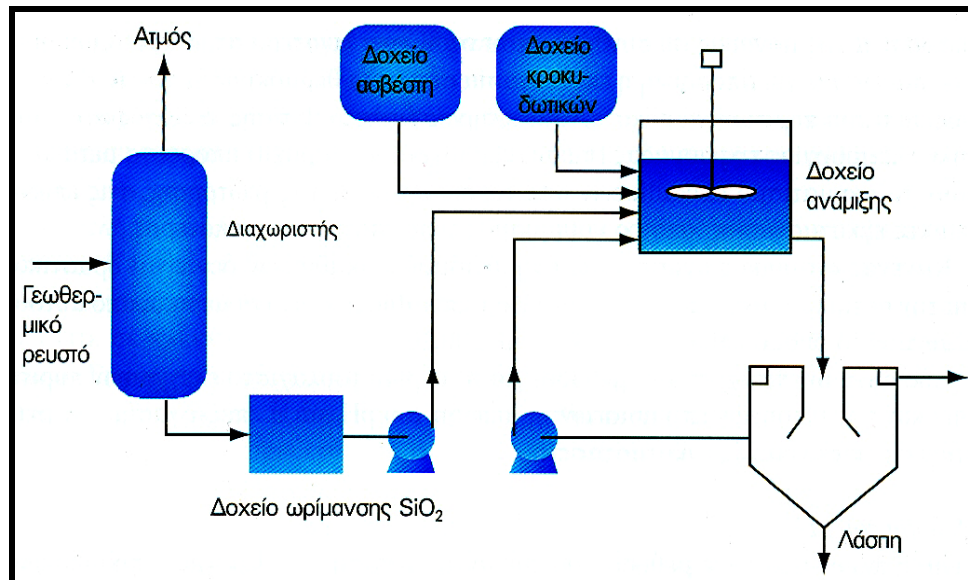 Ατμός
Δοχείο
ασβέστη
Δοχείο
κροκυ-
δωτικών
Δοχείο
ανάμιξης
Διαχωριστής
Γεωθερ-
μικό
ρευστό
Δοχείο ωρίμανσης SiO₂
Λάσπη